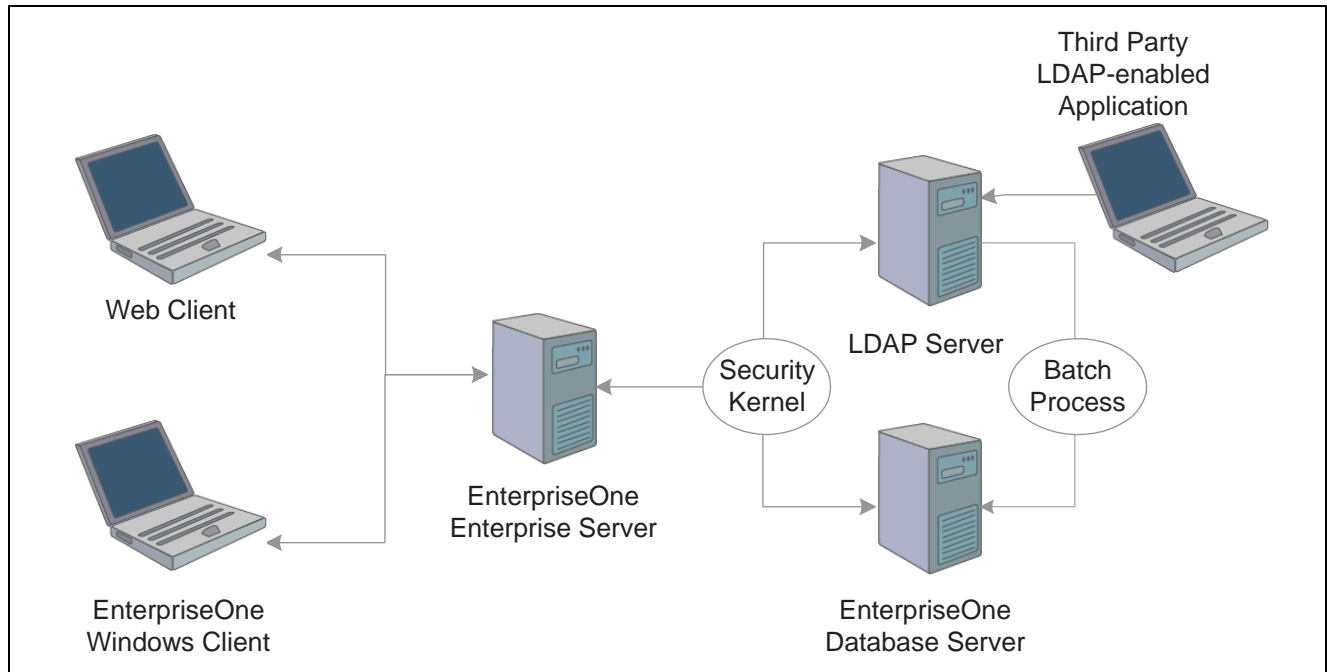 Third Party
LDAP-enabled
Application
Web Client
LDAP Server
Security
Kernel
Batch
Process
EnterpriseOne
Enterprise Server
EnterpriseOne
Windows Client
EnterpriseOne
Database Server